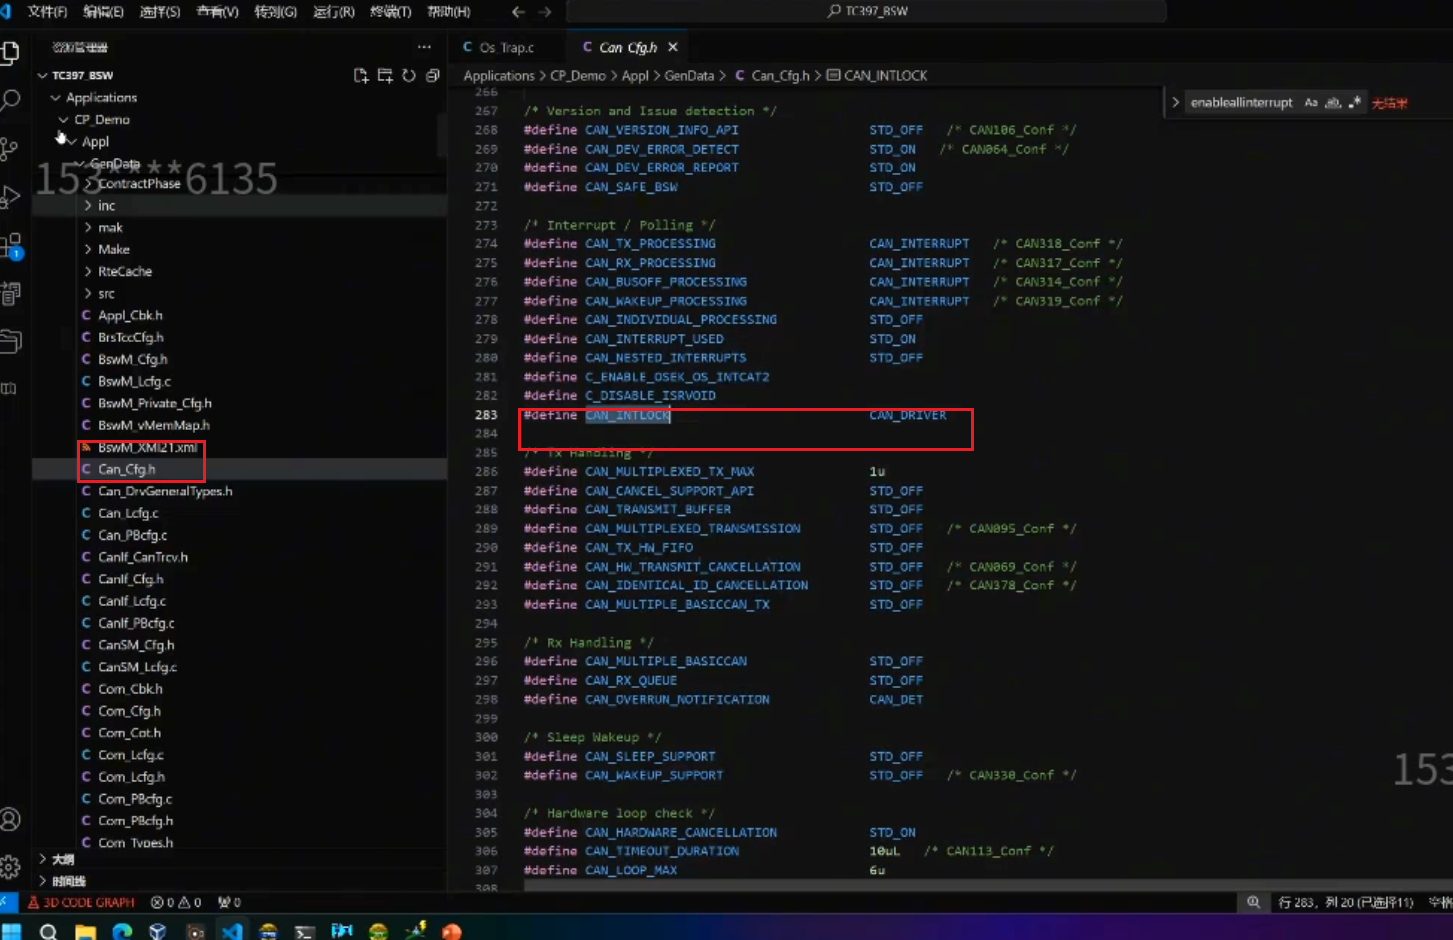 文件(F) 编辑(E) 选择(S) 查看(V) 转到(G) 运行(R) 终端(T) 帮助(H) TC397_BSW
资源管理器
TC397_BSW
Applications
CP_Demo
Appl
GenData
ContractPhase
inc
mak
Make
RteCache
src
C Appl_Cbk.h
C BrsTccCfg.h
C BswM_Cfg.h
C BswM_Lcfg.c
C BswM_Private_Cfg.h
C BswM_vMemMap.h
BswM_XMI21.xml
C Can_Cfg.h
C Can_DrvGeneralTypes.h
C Can_Lcfg.c
C Can_PBcfg.c
C CanIf_CanTrcv.h
C CanIf_Cfg.h
C CanIf_Lcfg.c
C CanIf_PBcfg.c
C CanSM_Cfg.h
C CanSM_Lcfg.c
C Com_Cbk.h
C Com_Cfg.h
C Com_Cot.h
C Com_Lcfg.c
C Com_Lcfg.h
C Com_PBcfg.c
C Com_PBcfg.h
C Com_Types.h
大纲
时间线
153****6135
C Os_Trap.c C Can_Cfg.h ×
Applications > CP_Demo > Appl > GenData > C Can_Cfg.h > CAN_INTLOCK
enableallinterrupt Aa ab 无结果
266
267 /* Version and Issue detection */
268 #define CAN_VERSION_INFO_API STD_OFF /* CAN106_Conf */
269 #define CAN_DEV_ERROR_DETECT STD_ON /* CAN064_Conf */
270 #define CAN_DEV_ERROR_REPORT STD_ON
271 #define CAN_SAFE_BSW STD_OFF
272
273 /* Interrupt / Polling */
274 #define CAN_TX_PROCESSING CAN_INTERRUPT /* CAN318_Conf */
275 #define CAN_RX_PROCESSING CAN_INTERRUPT /* CAN317_Conf */
276 #define CAN_BUSOFF_PROCESSING CAN_INTERRUPT /* CAN314_Conf */
277 #define CAN_WAKEUP_PROCESSING CAN_INTERRUPT /* CAN319_Conf */
278 #define CAN_INDIVIDUAL_PROCESSING STD_OFF
279 #define CAN_INTERRUPT_USED STD_ON
280 #define CAN_NESTED_INTERRUPTS STD_OFF
281 #define C_ENABLE_OSEK_OS_INTCAT2
282 #define C_DISABLE_ISRVOID
283 #define CAN_INTLOCK CAN_DRIVER
284
285 /* Tx Handling */
286 #define CAN_MULTIPLEXED_TX_MAX 1u
287 #define CAN_CANCEL_SUPPORT_API STD_OFF
288 #define CAN_TRANSMIT_BUFFER STD_OFF
289 #define CAN_MULTIPLEXED_TRANSMISSION STD_OFF /* CAN095_Conf */
290 #define CAN_TX_HW_FIFO STD_OFF
291 #define CAN_HW_TRANSMIT_CANCELLATION STD_OFF /* CAN069_Conf */
292 #define CAN_IDENTICAL_ID_CANCELLATION STD_OFF /* CAN378_Conf */
293 #define CAN_MULTIPLE_BASICCAN_TX STD_OFF
294
295 /* Rx Handling */
296 #define CAN_MULTIPLE_BASICCAN STD_OFF
297 #define CAN_RX_QUEUE STD_OFF
298 #define CAN_OVERRUN_NOTIFICATION CAN_DET
299
300 /* Sleep Wakeup */
301 #define CAN_SLEEP_SUPPORT STD_OFF
302 #define CAN_WAKEUP_SUPPORT STD_OFF /* CAN330_Conf */
303
304 /* Hardware loop check */
305 #define CAN_HARDWARE_CANCELLATION STD_ON
306 #define CAN_TIMEOUT_DURATION 10uL /* CAN113_Conf */
307 #define CAN_LOOP_MAX 6u
308
153
3D CODE GRAPH 0 0 0 行 283，列 20 (已选择11) 空格